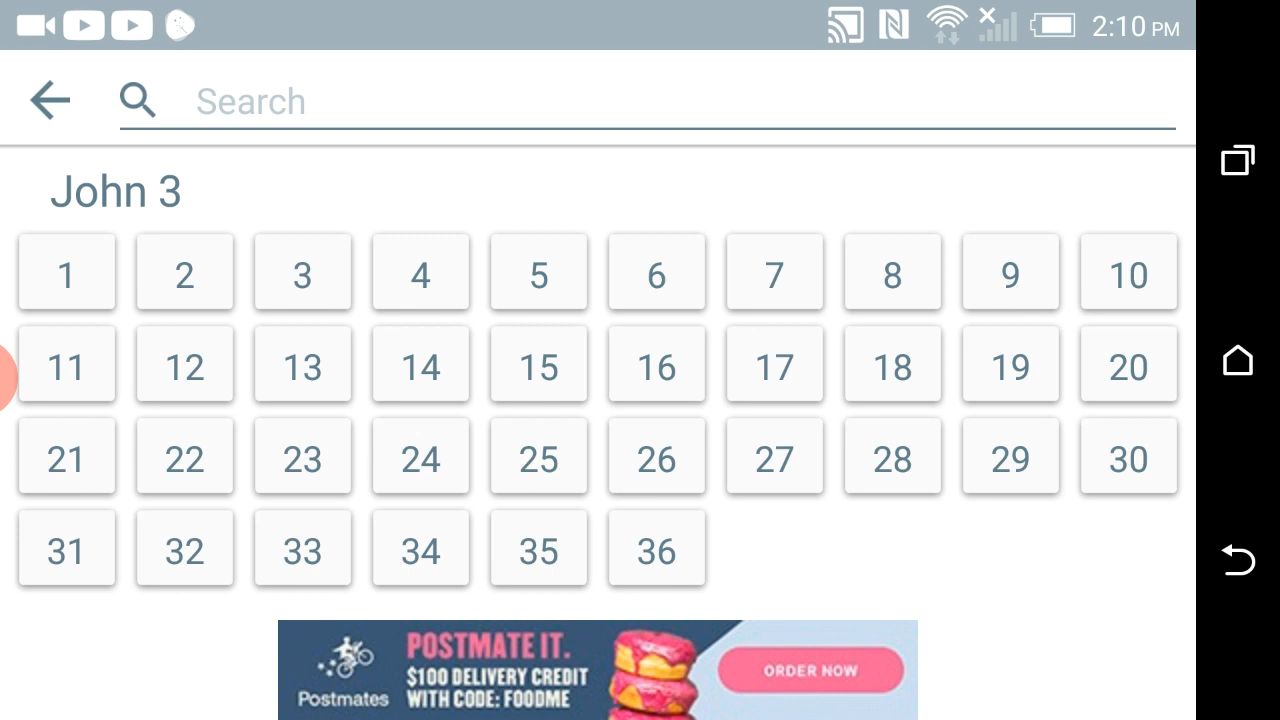 2:10 PM
Search
John 3
1 2 3 4 5 6 7 8 9 10
11 12 13 14 15 16 17 18 19 20
21 22 23 24 25 26 27 28 29 30
31 32 33 34 35 36
POSTMATE IT.
$100 DELIVERY CREDIT
WITH CODE: FOODME
Postmates
ORDER NOW